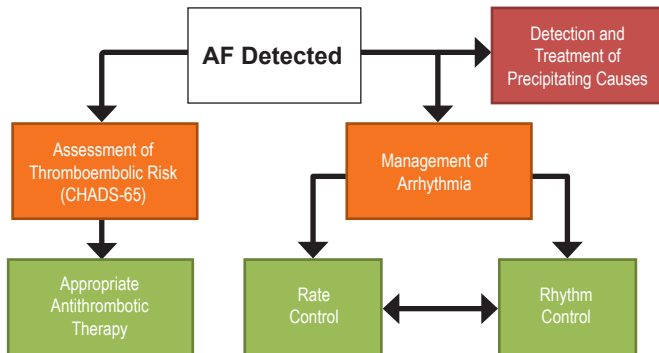 AF Detected
Detection and
Treatment of
Precipitating Causes
Assessment of
Thromboembolic Risk
(CHADS-65)
Management of
Arrhythmia
Appropriate
Antithrombotic
Therapy
Rate
Control
Rhythm
Control